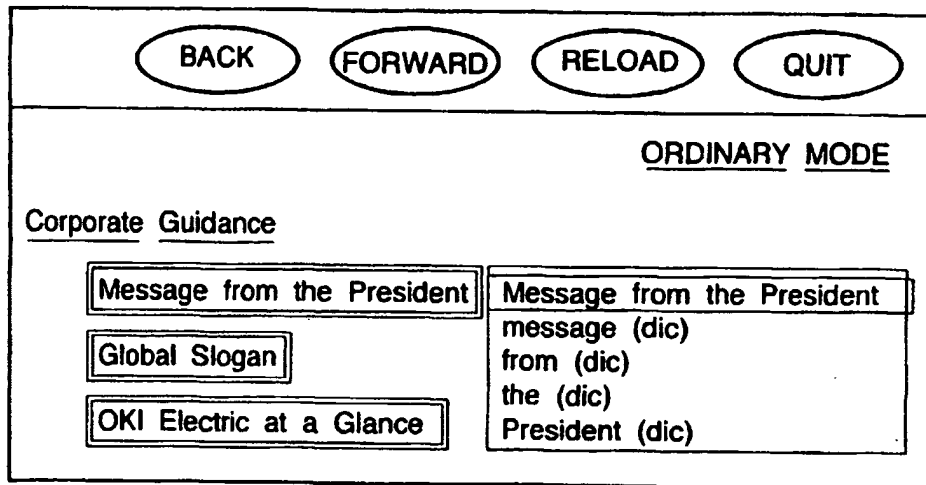 BACK FORWARD RELOAD QUIT
ORDINARY MODE
Corporate Guidance
Message from the President
Global Slogan
OKI Electric at a Glance
Message from the President
message (dic)
from (dic)
the (dic)
President (dic)